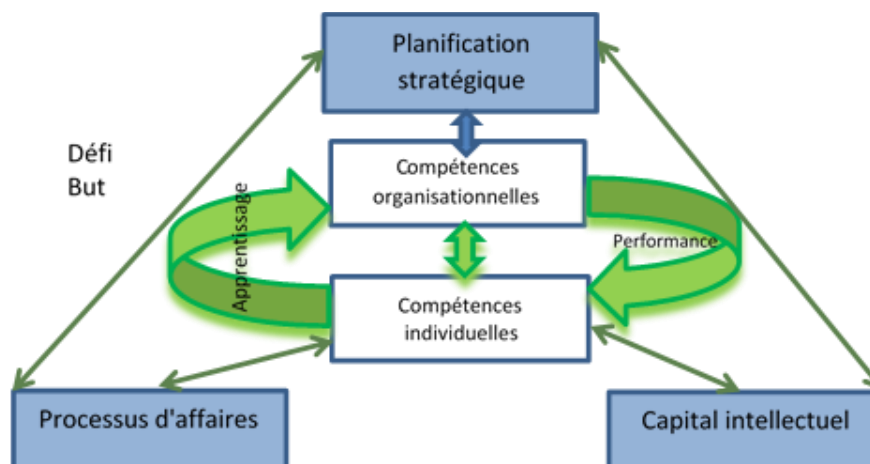 Planification
stratégique
Défi
But
Compétences
organisationnelles
Apprentissage
Performance
Compétences
individuelles
Processus d'affaires
Capital intellectuel